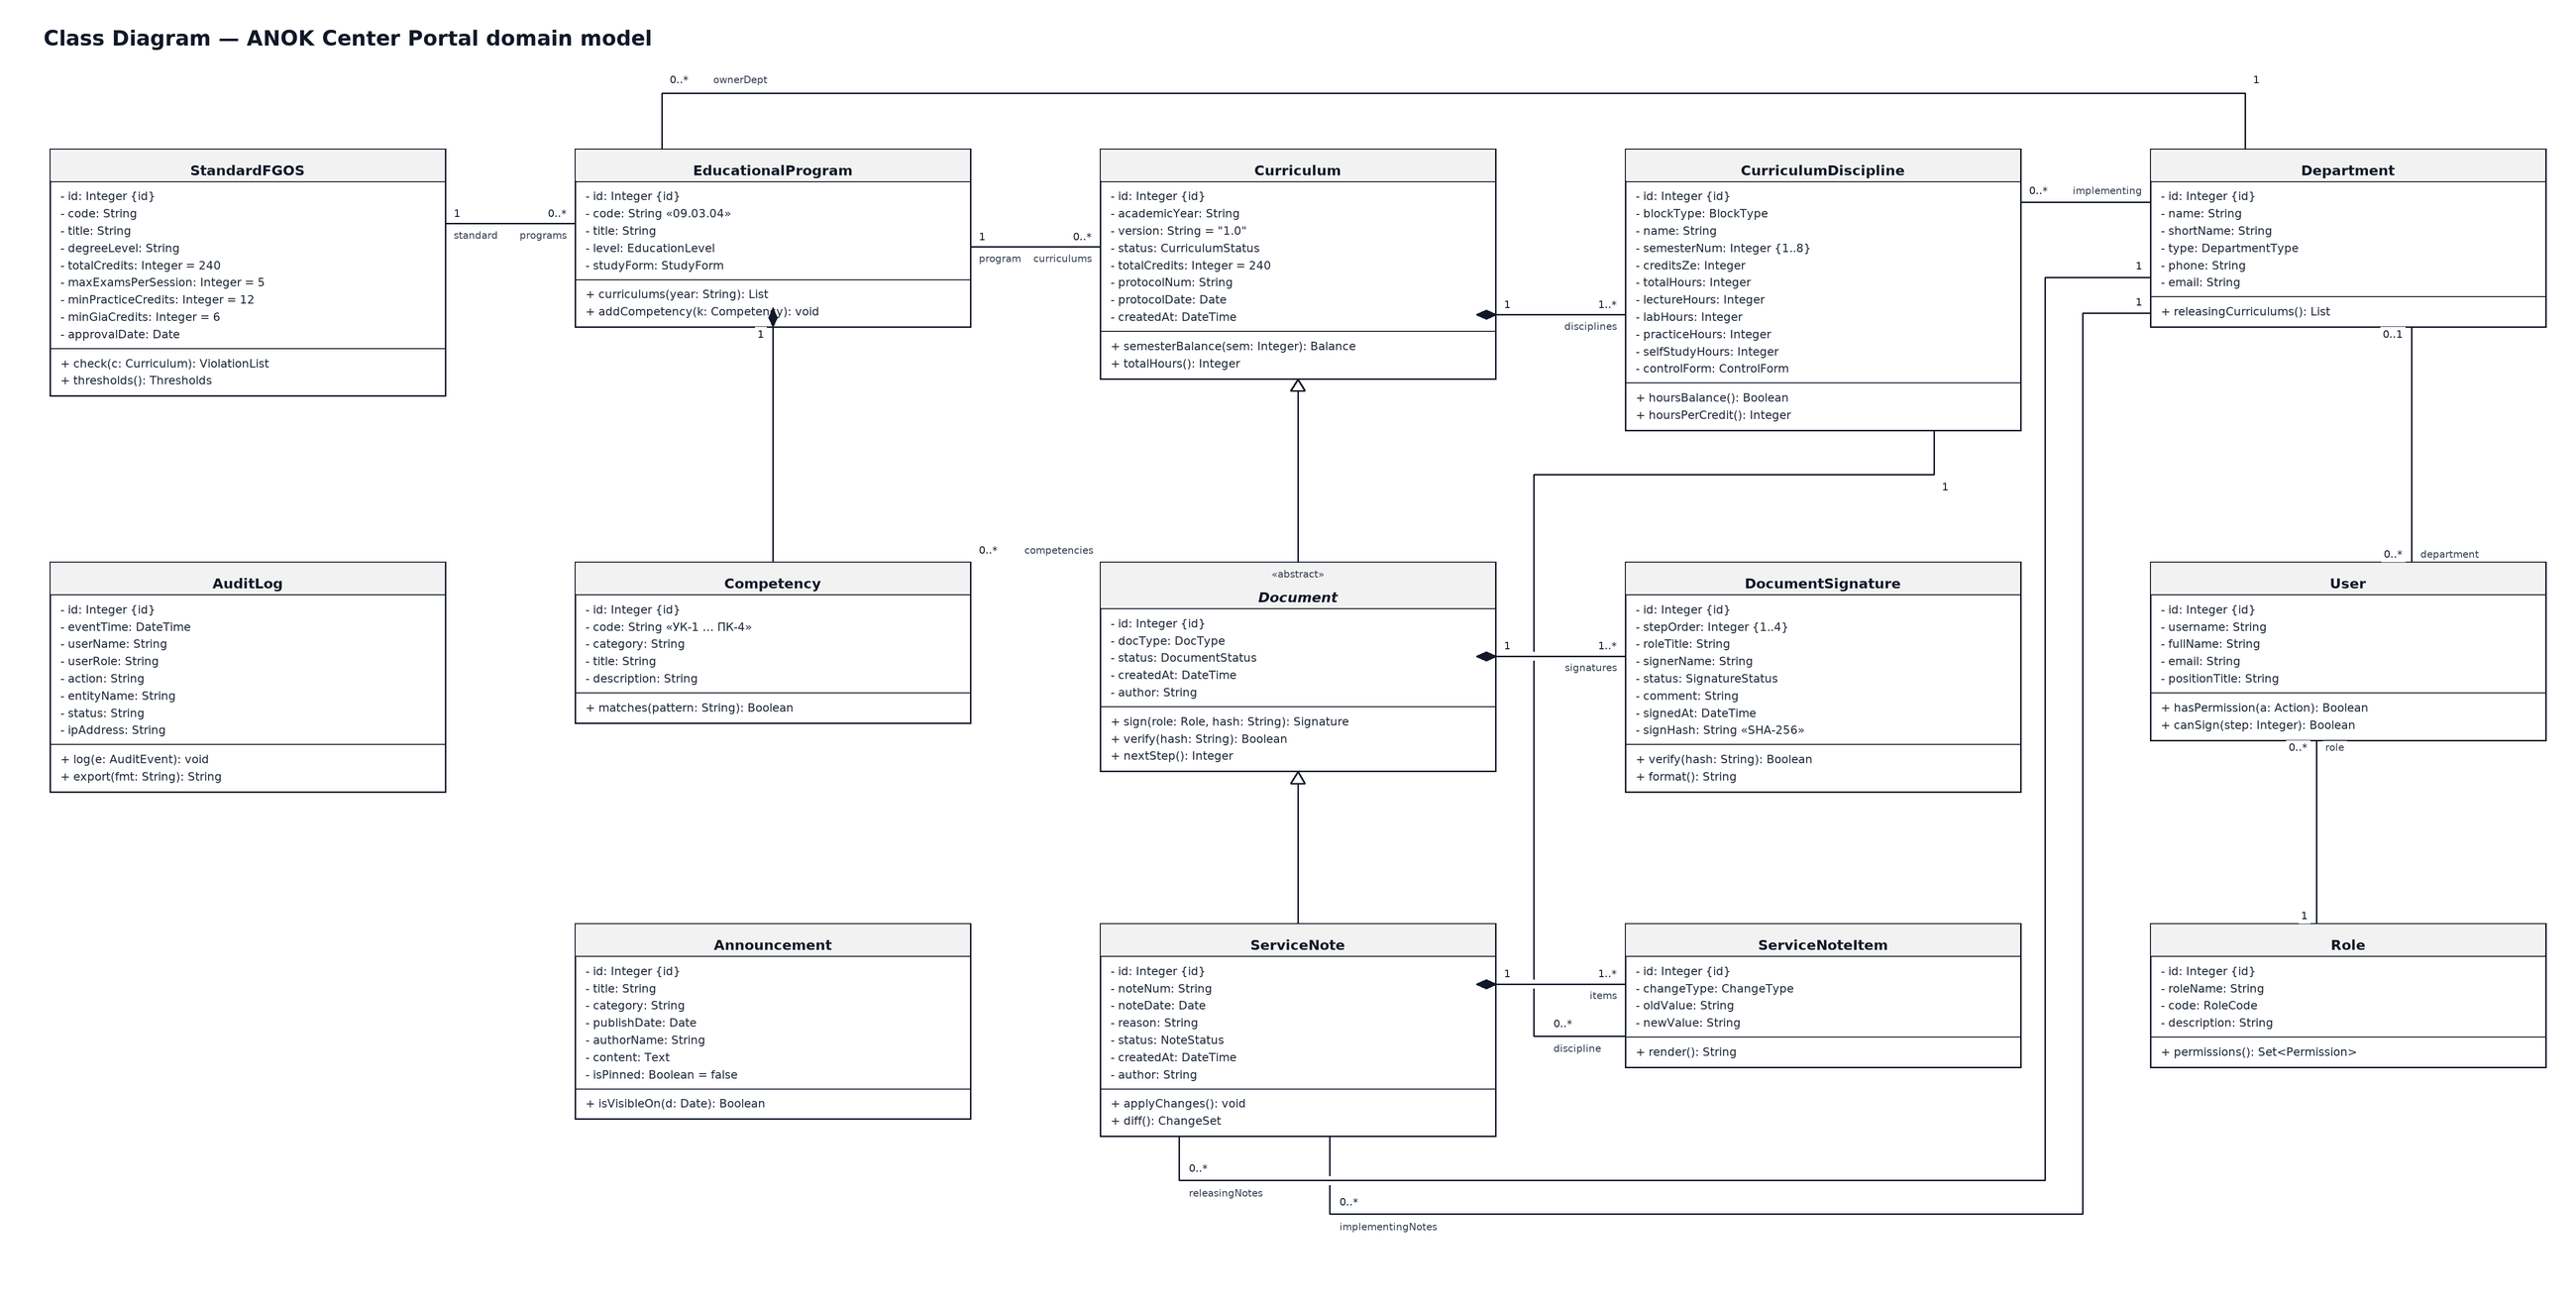 Class Diagram — ANOK Center Portal domain model
0..* ownerDept
1
StandardFGOS
- id: Integer {id}
- code: String
- title: String
- degreeLevel: String
- totalCredits: Integer = 240
- maxExamsPerSession: Integer = 5
- minPracticeCredits: Integer = 12
- minGiaCredits: Integer = 6
- approvalDate: Date
+ check(c: Curriculum): ViolationList
+ thresholds(): Thresholds
1 0..*
standard programs
EducationalProgram
- id: Integer {id}
- code: String «09.03.04»
- title: String
- level: EducationLevel
- studyForm: StudyForm
+ curriculums(year: String): List
+ addCompetency(k: Competency): void
1
1 0..*
program curriculums
Curriculum
- id: Integer {id}
- academicYear: String
- version: String = "1.0"
- status: CurriculumStatus
- totalCredits: Integer = 240
- protocolNum: String
- protocolDate: Date
- createdAt: DateTime
+ semesterBalance(sem: Integer): Balance
+ totalHours(): Integer
1 1..*
disciplines
CurriculumDiscipline
- id: Integer {id}
- blockType: BlockType
- name: String
- semesterNum: Integer {1..8}
- creditsZe: Integer
- totalHours: Integer
- lectureHours: Integer
- labHours: Integer
- practiceHours: Integer
- selfStudyHours: Integer
- controlForm: ControlForm
+ hoursBalance(): Boolean
+ hoursPerCredit(): Integer
1
0..* implementing
1
1
Department
- id: Integer {id}
- name: String
- shortName: String
- type: DepartmentType
- phone: String
- email: String
+ releasingCurriculums(): List
0..1
0..* department
0..* competencies
AuditLog
- id: Integer {id}
- eventTime: DateTime
- userName: String
- userRole: String
- action: String
- entityName: String
- status: String
- ipAddress: String
+ log(e: AuditEvent): void
+ export(fmt: String): String
Competency
- id: Integer {id}
- code: String «УК-1 ... ПК-4»
- category: String
- title: String
- description: String
+ matches(pattern: String): Boolean
«abstract»
Document
- id: Integer {id}
- docType: DocType
- status: DocumentStatus
- createdAt: DateTime
- author: String
+ sign(role: Role, hash: String): Signature
+ verify(hash: String): Boolean
+ nextStep(): Integer
1 1..*
signatures
DocumentSignature
- id: Integer {id}
- stepOrder: Integer {1..4}
- roleTitle: String
- signerName: String
- status: SignatureStatus
- comment: String
- signedAt: DateTime
- signHash: String «SHA-256»
+ verify(hash: String): Boolean
+ format(): String
User
- id: Integer {id}
- username: String
- fullName: String
- email: String
- positionTitle: String
+ hasPermission(a: Action): Boolean
+ canSign(step: Integer): Boolean
0..* role
1
Announcement
- id: Integer {id}
- title: String
- category: String
- publishDate: Date
- authorName: String
- content: Text
- isPinned: Boolean = false
+ isVisibleOn(d: Date): Boolean
ServiceNote
- id: Integer {id}
- noteNum: String
- noteDate: Date
- reason: String
- status: NoteStatus
- createdAt: DateTime
- author: String
+ applyChanges(): void
+ diff(): ChangeSet
1 1..*
items
0..*
discipline
ServiceNoteItem
- id: Integer {id}
- changeType: ChangeType
- oldValue: String
- newValue: String
+ render(): String
Role
- id: Integer {id}
- roleName: String
- code: RoleCode
- description: String
+ permissions(): Set<Permission>
0..*
releasingNotes
0..*
implementingNotes